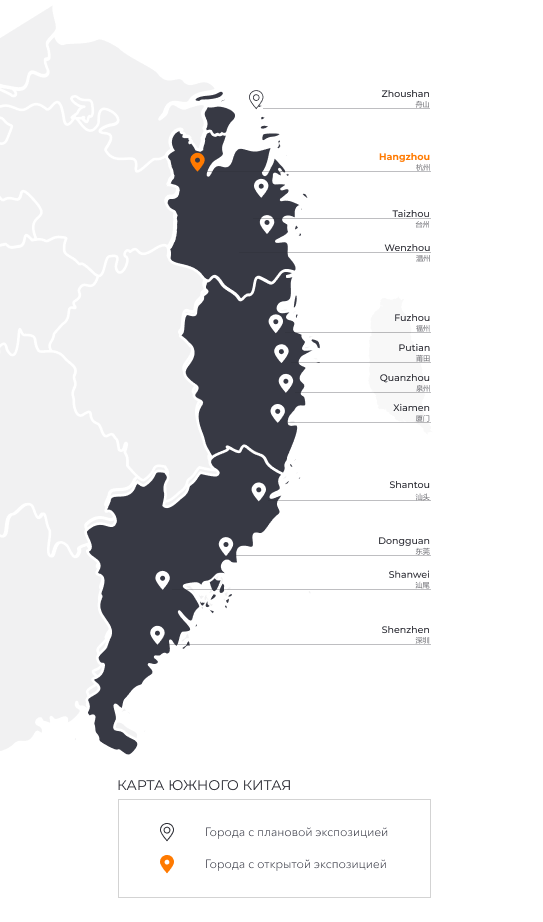 Zhoushan
舟山
Hangzhou
杭州
Taizhou
台州
Wenzhou
温州
Fuzhou
福州
Putian
莆田
Quanzhou
泉州
Xiamen
厦门
Shantou
汕头
Dongguan
东莞
Shanwei
汕尾
Shenzhen
深圳
КАРТА ЮЖНОГО КИТАЯ
Города с плановой экспозицией
Города с открытой экспозицией